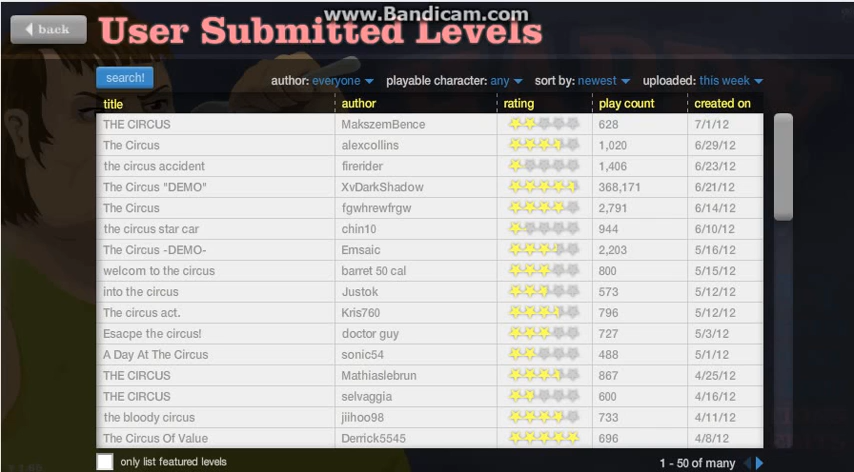 www.Bandicam.com
back
User Submitted Levels
search! author: everyone playable character: any sort by: newest uploaded: this week
title author rating play count created on
THE CIRCUS MakszemBence 628 7/1/12
The Circus alexcollins 1,020 6/29/12
the circus accident firerider 1,406 6/23/12
The Circus "DEMO" XvDarkShadow 368,171 6/21/12
The Circus fgwhrewfrgw 2,791 6/14/12
the circus star car chin10 944 6/10/12
The Circus -DEMO- Emsaic 2,203 5/16/12
welcom to the circus barret 50 cal 800 5/15/12
into the circus Justok 573 5/12/12
The circus act. Kris760 796 5/12/12
Esacpe the circus! doctor guy 727 5/3/12
A Day At The Circus sonic54 488 5/1/12
THE CIRCUS Mathiaslebrun 867 4/25/12
THE CIRCUS selvaggia 600 4/16/12
the bloody circus jiihoo98 733 4/11/12
The Circus Of Value Derrick5545 696 4/8/12
only list featured levels 1 - 50 of many